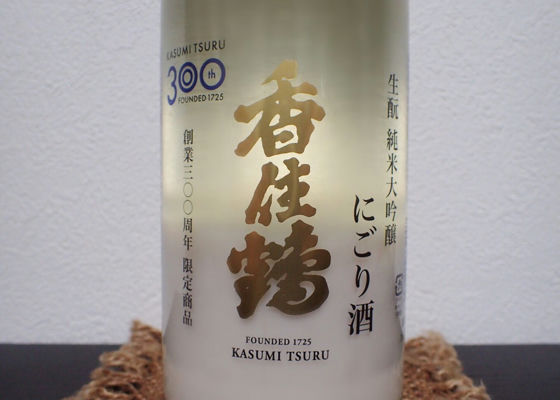 KASUMI TSURU
300th
FOUNDED 1725
創業三〇〇周年 限定商品
香住鶴
生酛 純米大吟醸
にごり酒
FOUNDED 1725
KASUMI TSURU